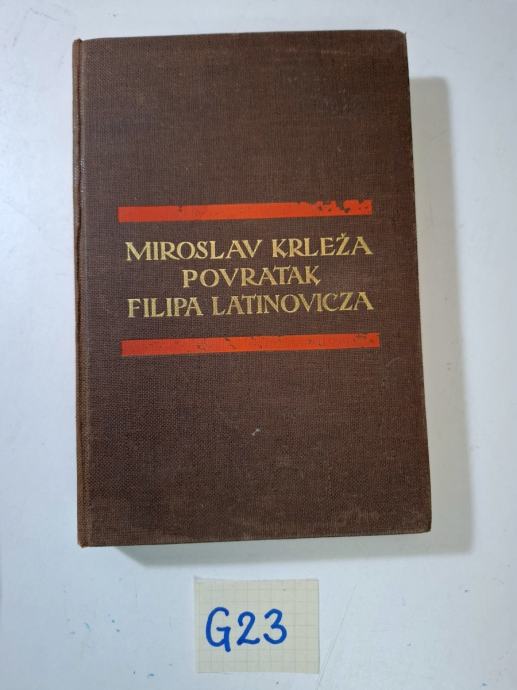 MIROSLAV KRLEŽA
POVRATAK
FILIPA LATINOVICZA
G23